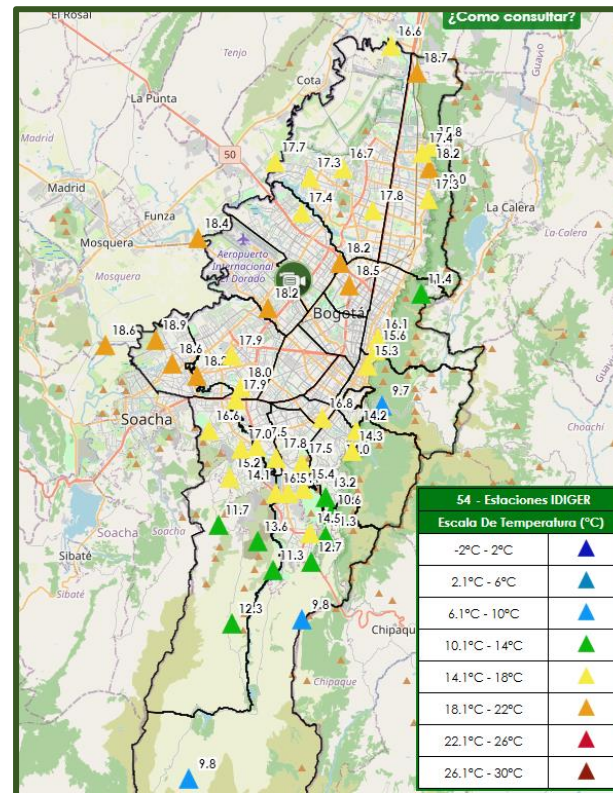 ¿Como consultar?
El Rosal
16.6
Tenjo
18.7
Cota
La Punta
Guavio
17.4
18.2
17.7
16.7
17.3
50
Madrid
Madrid
17.3
17.4
17.8
Funza
La Calera
18.4
Mosquera
Aeropuerto
Internacional
El Dorado
18.2
La Calera
Mosquera
18.5
11.4
18.2
Bogotá
16.1
18.9
15.6
18.6
17.9
15.3
18.6
18.0
9.7
17.9
Choachí
Soacha
16.6
16.8
14.2
Choachí
17.0
14.3
17.8
17.5
15.2
14.1
15.4
13.2
10.6
11.7
Soacha
Soacha
13.6
12.7
Sibaté
11.3
Sibaté
12.3
9.8
Chipaque
Chipaque
9.8
54 - Estaciones IDIGER
Escala De Temperatura (°C)
-2°C - 2°C
2.1°C - 6°C
6.1°C - 10°C
10.1°C - 14°C
14.1°C - 18°C
18.1°C - 22°C
22.1°C - 26°C
26.1°C - 30°C